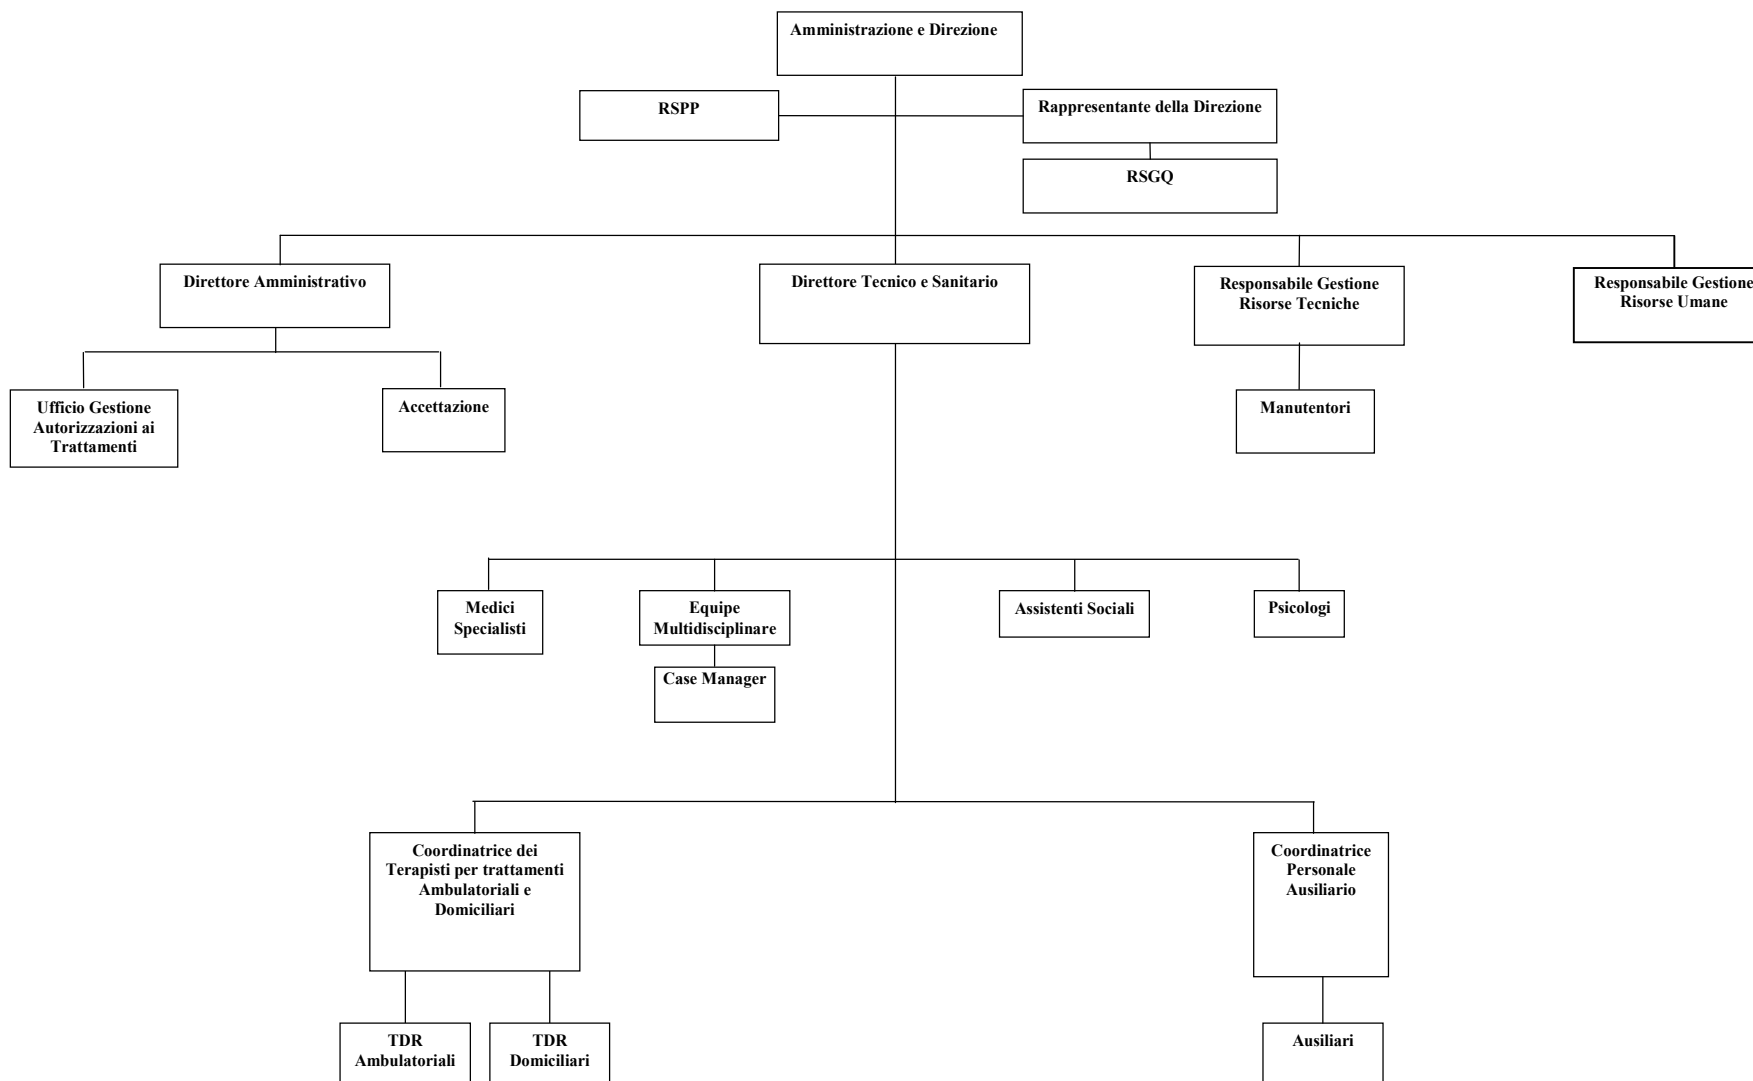 Amministrazione e Direzione
RSPP
Rappresentante della Direzione
RSGQ
Direttore Amministrativo
Direttore Tecnico e Sanitario
Responsabile Gestione
Risorse Tecniche
Responsabile Gestione
Risorse Umane
Ufficio Gestione
Autorizzazioni ai
Trattamenti
Accettazione
Manutentori
Medici
Specialisti
Equipe
Multidisciplinare
Assistenti Sociali
Psicologi
Case Manager
Coordinatrice dei
Terapisti per trattamenti
Ambulatoriali e
Domiciliari
Coordinatrice
Personale
Ausiliario
TDR
Ambulatoriali
TDR
Domiciliari
Ausiliari